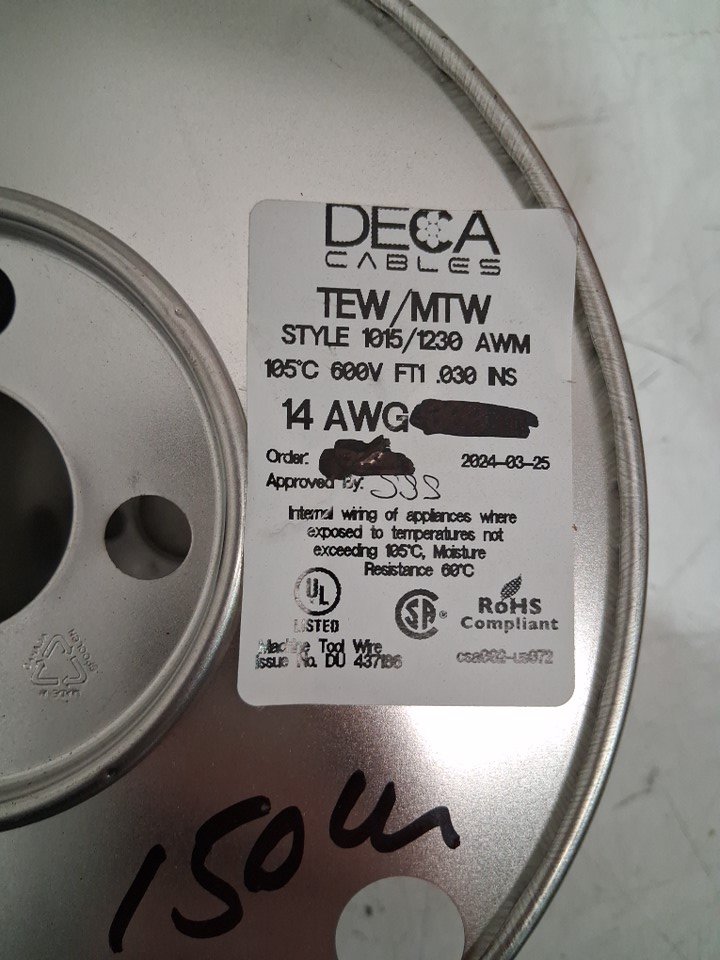 DECA
CABLES
TEW/MTW
STYLE 1015/1230 AWM
105°C 600V FT1 .030 INS
14 AWG
Order: 2024-03-25
Approved By:
Internal wiring of appliances where
exposed to temperatures not
exceeding 105°C, Moisture
Resistance 60°C
UL
LISTED
CSA
RoHS
Compliant
Machine Tool Wire
Issue No. DU 437186
150m